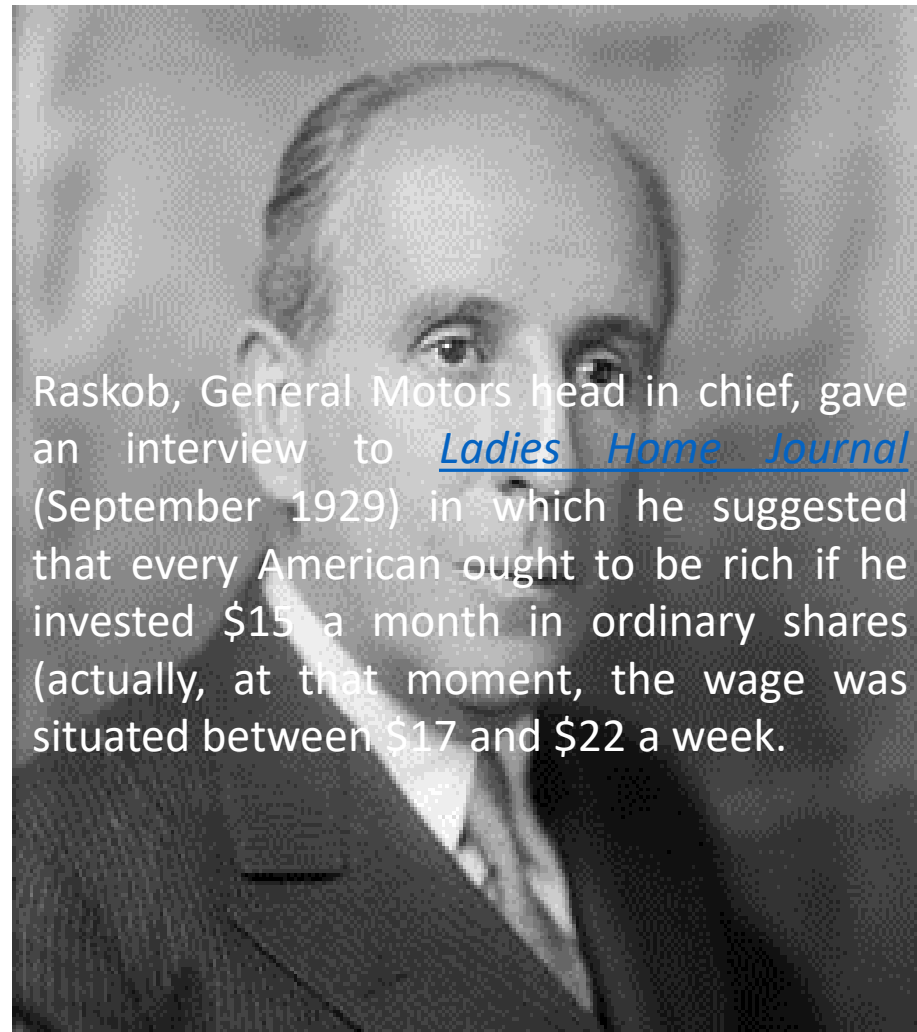 Raskob, General Motors head in chief, gave
an interview to Ladies Home Journal
(September 1929) in which he suggested
that every American ought to be rich if he
invested $15 a month in ordinary shares
(actually, at that moment, the wage was
situated between $17 and $22 a week.